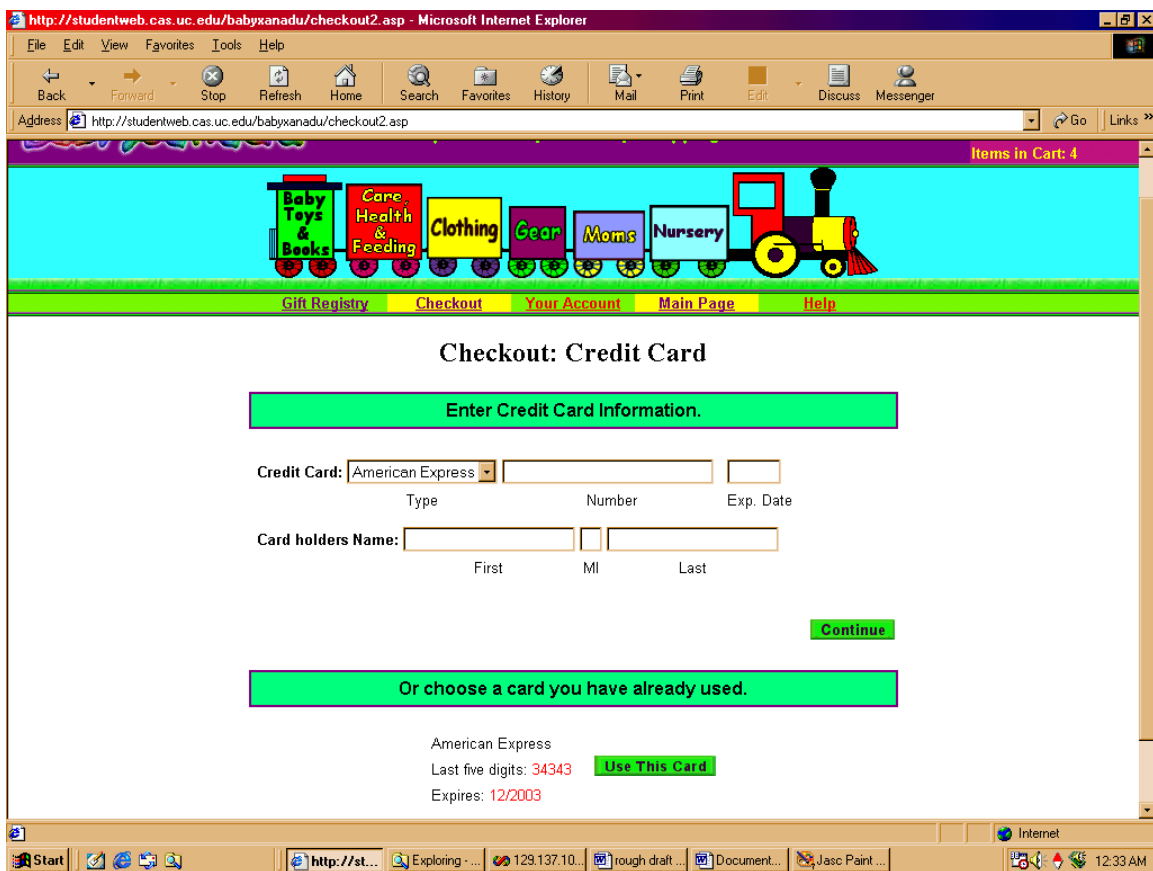 http://studentweb.cas.uc.edu/babyxanadu/checkout2.asp - Microsoft Internet Explorer
File Edit View Favorites Tools Help
Back Forward Stop Refresh Home Search Favorites History Mail Print Edit Discuss Messenger
Address http://studentweb.cas.uc.edu/babyxanadu/checkout2.asp Go Links »
Items in Cart: 4
Baby Toys & Books
Care, Health & Feeding
Clothing
Gear
Moms
Nursery
Gift Registry Checkout Your Account Main Page Help
Checkout: Credit Card
Enter Credit Card Information.
Credit Card: American Express
Type Number Exp. Date
Card holders Name:
First MI Last
Continue
Or choose a card you have already used.
American Express
Last five digits: 34343 Use This Card
Expires: 12/2003
Internet
Start http://st... Exploring - ... 129.137.10... rough draft ... Document... Jasc Paint ... 12:33 AM